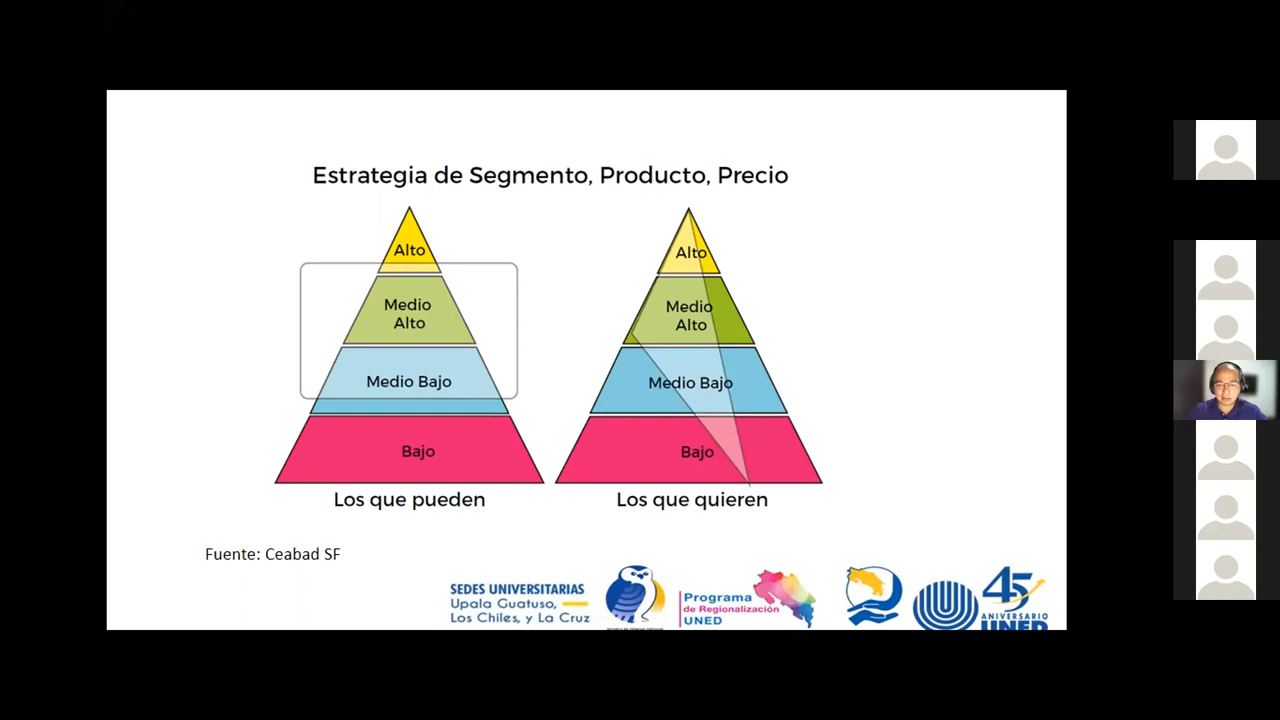 Estrategia de Segmento, Producto, Precio
Alto
Medio
Alto
Medio Bajo
Bajo
Los que pueden
Alto
Medio
Alto
Medio Bajo
Bajo
Los que quieren
Fuente: Ceabad SF
SEDES UNIVERSITARIAS
Upala Guatuso,
Los Chiles, y La Cruz
Programa
de Regionalización
UNED
45
ANIVERSARIO
UNED